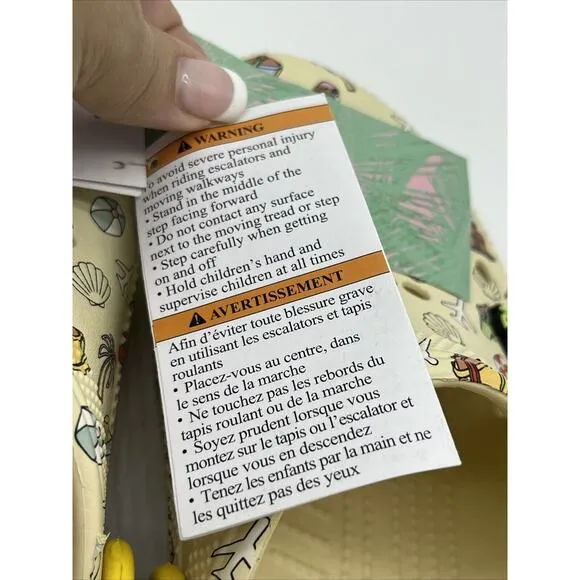 WARNING
To avoid severe personal injury
when riding escalators and
moving walkways
• Stand in the middle of the
step facing forward
• Do not contact any surface
next to the moving tread or step
• Step carefully when getting
on and off
• Hold children's hand and
supervise children at all times
AVERTISSEMENT
Afin d'éviter toute blessure grave
en utilisant les escalators et tapis
roulants
• Placez-vous au centre, dans
le sens de la marche
• Ne touchez pas les rebords du
tapis roulant ou de la marche
• Soyez prudent lorsque vous
montez sur le tapis ou l'escalator et
lorsque vous en descendez
• Tenez les enfants par la main et ne
les quittez pas des yeux